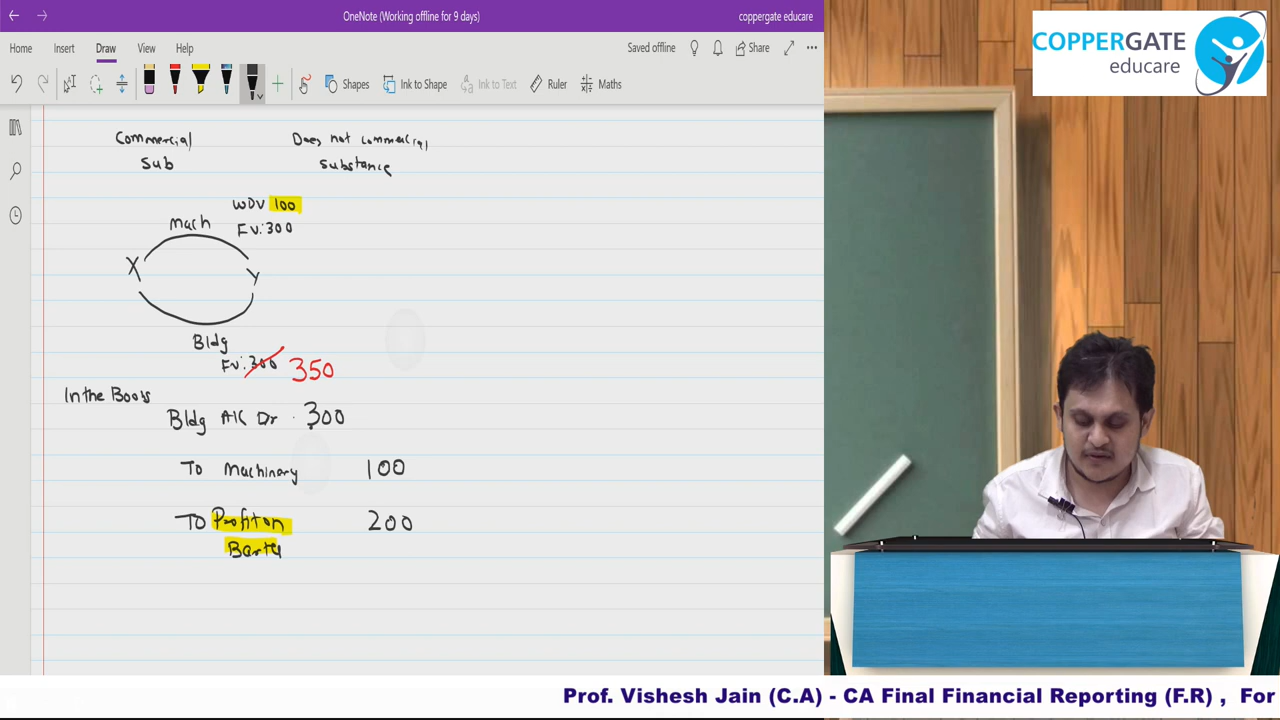 OneNote (Working offline for 9 days)
coppergate educare
Home Insert Draw View Help
Saved offline Share
Shapes Ink to Shape Ink to Text Ruler Maths
COPPERGATE
educare
Commercial
Sub
Does not commercial
substance
WDV 100
FV: 300
Mach
X
Y
Bldg
FV: 300 350
In the Books
Bldg A/C Dr. 300
To Machinary 100
To Profit on 200
Barter
Prof. Vishesh Jain (C.A) - CA Final Financial Reporting (F.R) , For